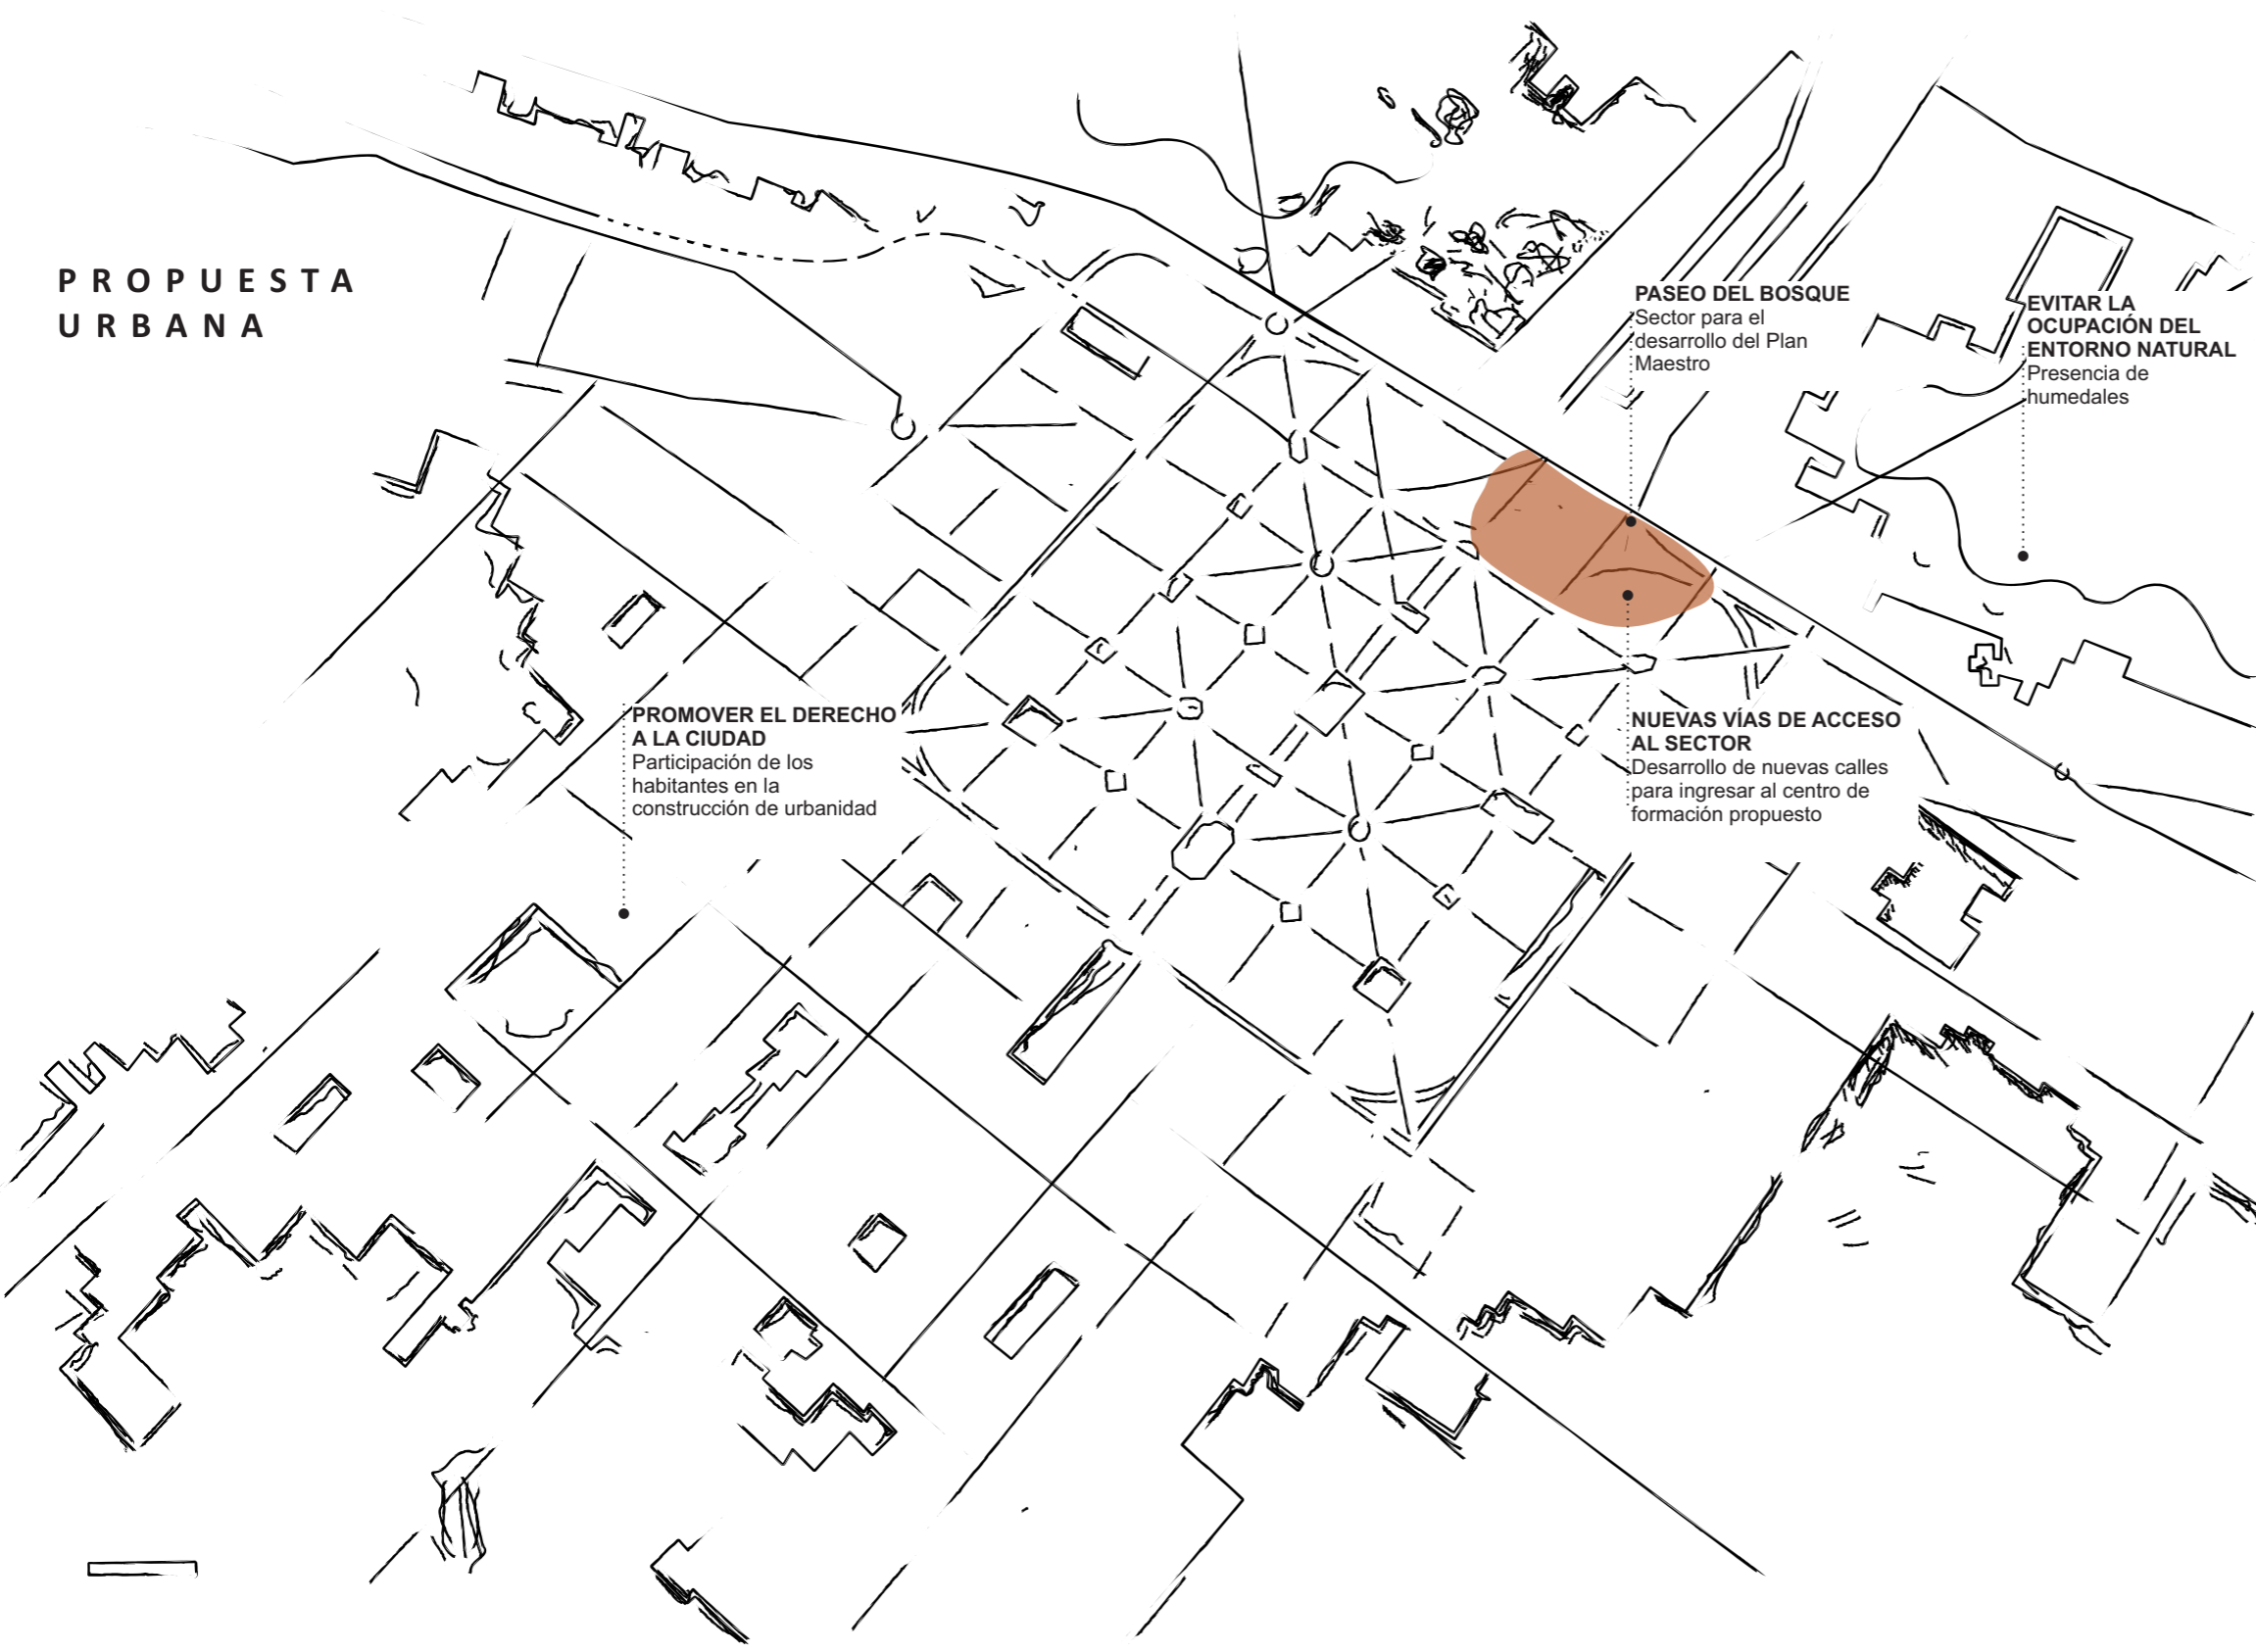 PROPUESTA
URBANA
PASEO DEL BOSQUE
Sector para el
desarrollo del Plan
Maestro
EVITAR LA
OCUPACIÓN DEL
ENTORNO NATURAL
Presencia de
humedales
PROMOVER EL DERECHO
A LA CIUDAD
Participación de los
habitantes en la
construcción de urbanidad
NUEVAS VÍAS DE ACCESO
AL SECTOR
Desarrollo de nuevas calles
para ingresar al centro de
formación propuesto